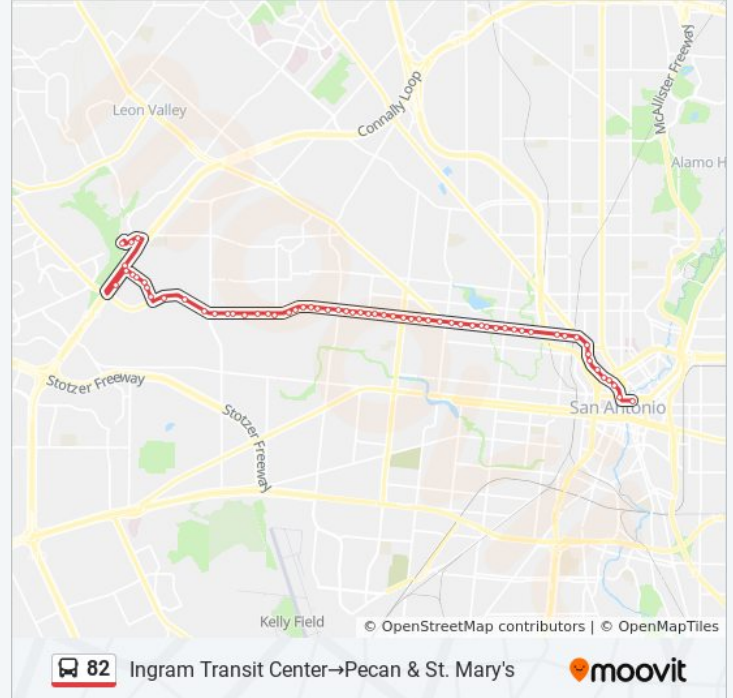 Leon Valley
Connally Loop
McAllister Freeway
Alamo H
Stotzer Freeway
Stotzer Freeway
San Antonio
Kelly Field
© OpenStreetMap contributors | © OpenMapTiles
82 Ingram Transit Center→Pecan & St. Mary's
moovit